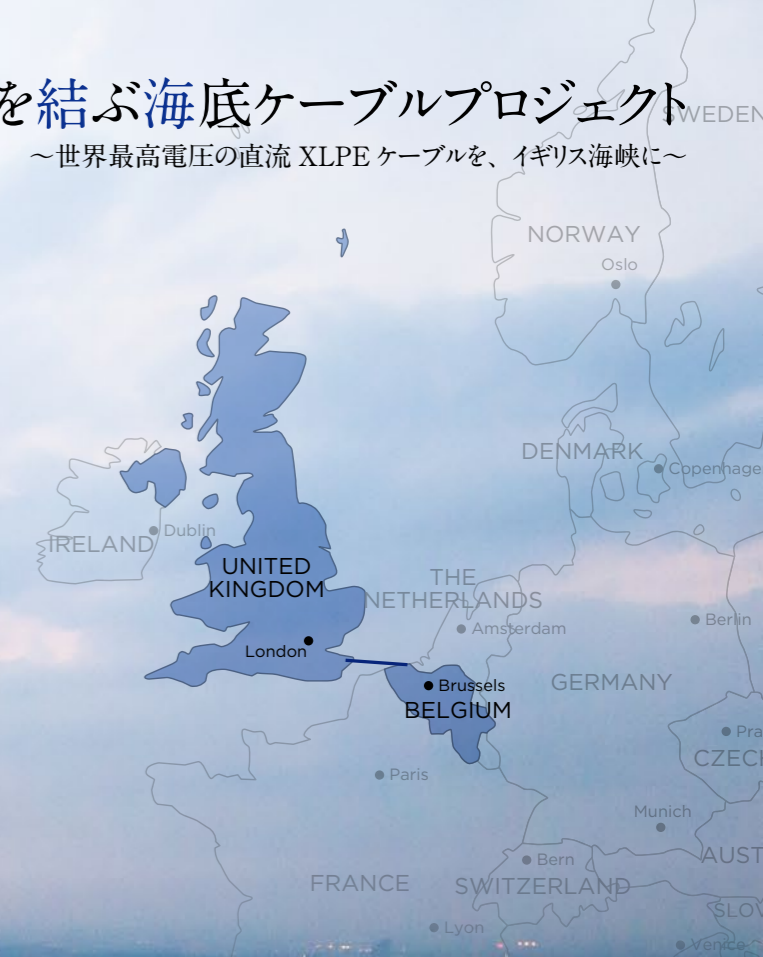 を結ぶ海底ケーブルプロジェクト
～世界最高電圧の直流 XLPE ケーブルを、イギリス海峡に～
SWEDEN
NORWAY
Oslo
DENMARK
Copenhage
Dublin
IRELAND
UNITED
KINGDOM
THE
NETHERLANDS
Amsterdam
Berlin
London
Brussels
BELGIUM
GERMANY
Pra
CZECH
Paris
Munich
AUST
Bern
FRANCE
SWITZERLAND
SLOV
Lyon
Venice